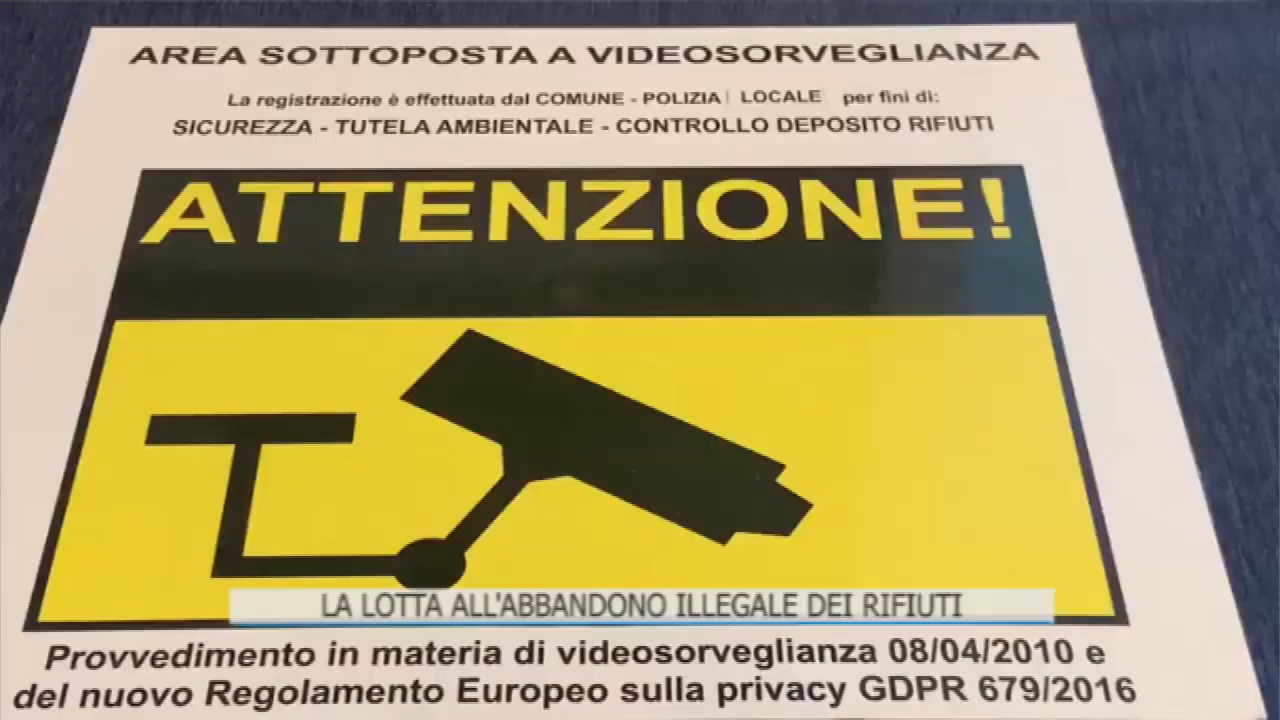 AREA SOTTOPOSTA A VIDEOSORVEGLIANZA
La registrazione è effettuata dal COMUNE - POLIZIA LOCALE per fini di:
SICUREZZA - TUTELA AMBIENTALE - CONTROLLO DEPOSITO RIFIUTI
ATTENZIONE!
LA LOTTA ALL'ABBANDONO ILLEGALE DEI RIFIUTI
Provvedimento in materia di videosorveglianza 08/04/2010 e
del nuovo Regolamento Europeo sulla privacy GDPR 679/2016